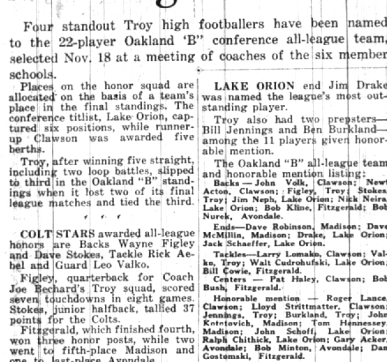 Four standout Troy high footballers have been named
to the 22-player Oakland 'B" conference all-league team,
selected Nov. 18 at a meeting of coaches of the six member
schools.
Places on the honor squad are
allocated on the basis of a team's
place in the final standings. The
conference titlist, Lake Orion, cap-
tured six positions, while runner-
up Clawson was awarded five
berths.
Troy, after winning five straight,
including two loop battles, slipped
to third in the Oakland "B" stand-
ings when it lost two of its final
league matches and tied the third.
COLT STARS awarded all-league
honors are Backs Wayne Figley
and Dave Stokes, Tackle Rick Ae-
bel and Guard Leo Valko.
Figley, quarterback for Coach
Joe Bechard's Troy squad, scored
seven touchdowns in eight games.
Stokes, junior halfback, tallied 37
points for the Colts.
Fitzgerald, which finished fourth,
won three honor posts, while two
went to fifth-place Madison and
one to last-place Avondale.
LAKE ORION end Jim Drake
was named the league's most out-
standing player.
Troy also had two prepsters—
Bill Jennings and Ben Burkland—
among the 11 players given honor-
able mention.
The Oakland "B" all-league team
and honorable mention listing:
Backs — John Volk, Clawson; Newt
Acton, Clawson; Figley, Troy; Stokes,
Troy; Jim Neph, Lake Orion; Nick Neira,
Lake Orion; Bob Kline, Fitzgerald; Bob
Nurek, Avondale.
Ends—Dave Robinson, Madison; Dave
McMillin, Madison; Drake, Lake Orion;
Jack Schaeffer, Lake Orion.
Tackles—Larry Lomako, Clawson; Val-
ko, Troy; Walt Cudrobufski, Lake Orion;
Bill Cowie, Fitzgerald.
Centers — Pat Haley, Clawson; Bob
Bush, Fitzgerald.
Honorable mention — Roger Lance,
Clawson; Lloyd Strittmatter, Clawson;
Jennings, Troy; Burkland, Troy; John
Madison; Tom Hennesse,
Madison; John Schoff, Lake Orion;
Ralph Chithick, Lake Orion; Gary Acker,
Avondale; Bob Minton, Avondale; D.
Gostomski, Fitzgerald.